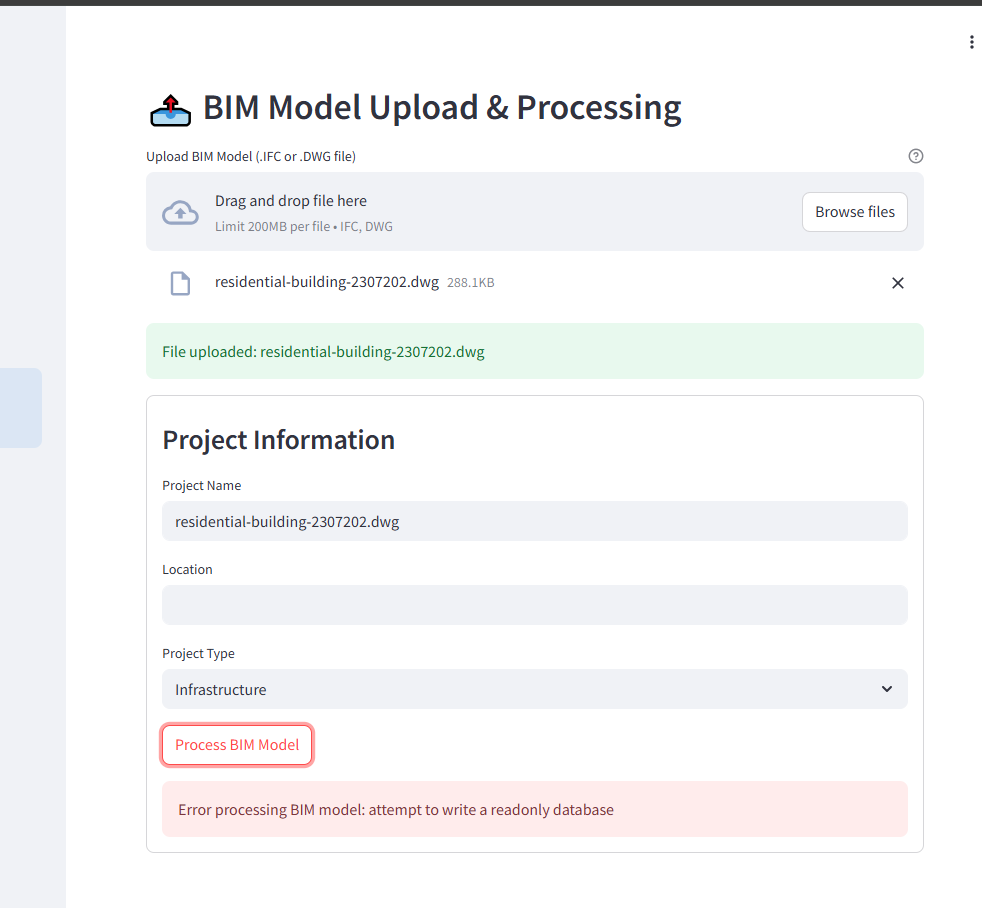 BIM Model Upload & Processing
Upload BIM Model (.IFC or .DWG file)
Drag and drop file here
Limit 200MB per file • IFC, DWG
Browse files
residential-building-2307202.dwg 288.1KB
File uploaded: residential-building-2307202.dwg
Project Information
Project Name
residential-building-2307202.dwg
Location
Project Type
Infrastructure
Process BIM Model
Error processing BIM model: attempt to write a readonly database